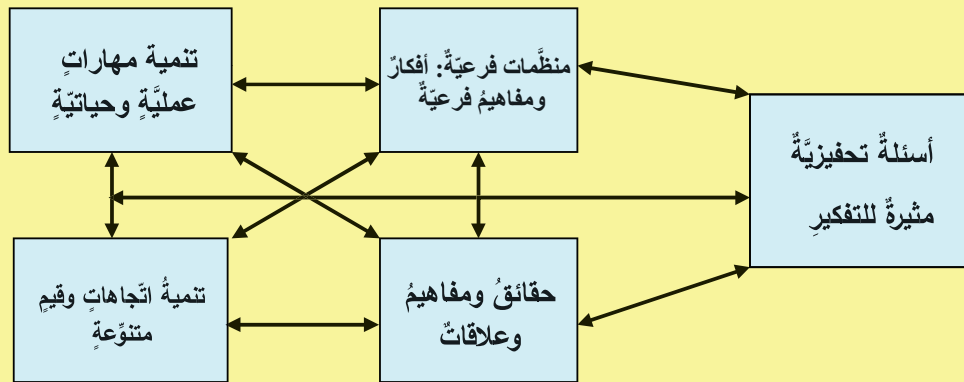 أسئلةٌ تحفيزيَّةٌ
مثيرةٌ للتفكيرِ
منظَّمات فرعيّةٌ: أفكارٌ
ومفاهيمُ فرعيّةٌ
تنمية مهاراتٍ
عمليَّةٍ وحياتيّةٍ
حقائقُ ومفاهيمُ
وعلاقاتٌ
تنميةُ اتّجاهاتٍ وقيمٍ
متنوِّعةٍ